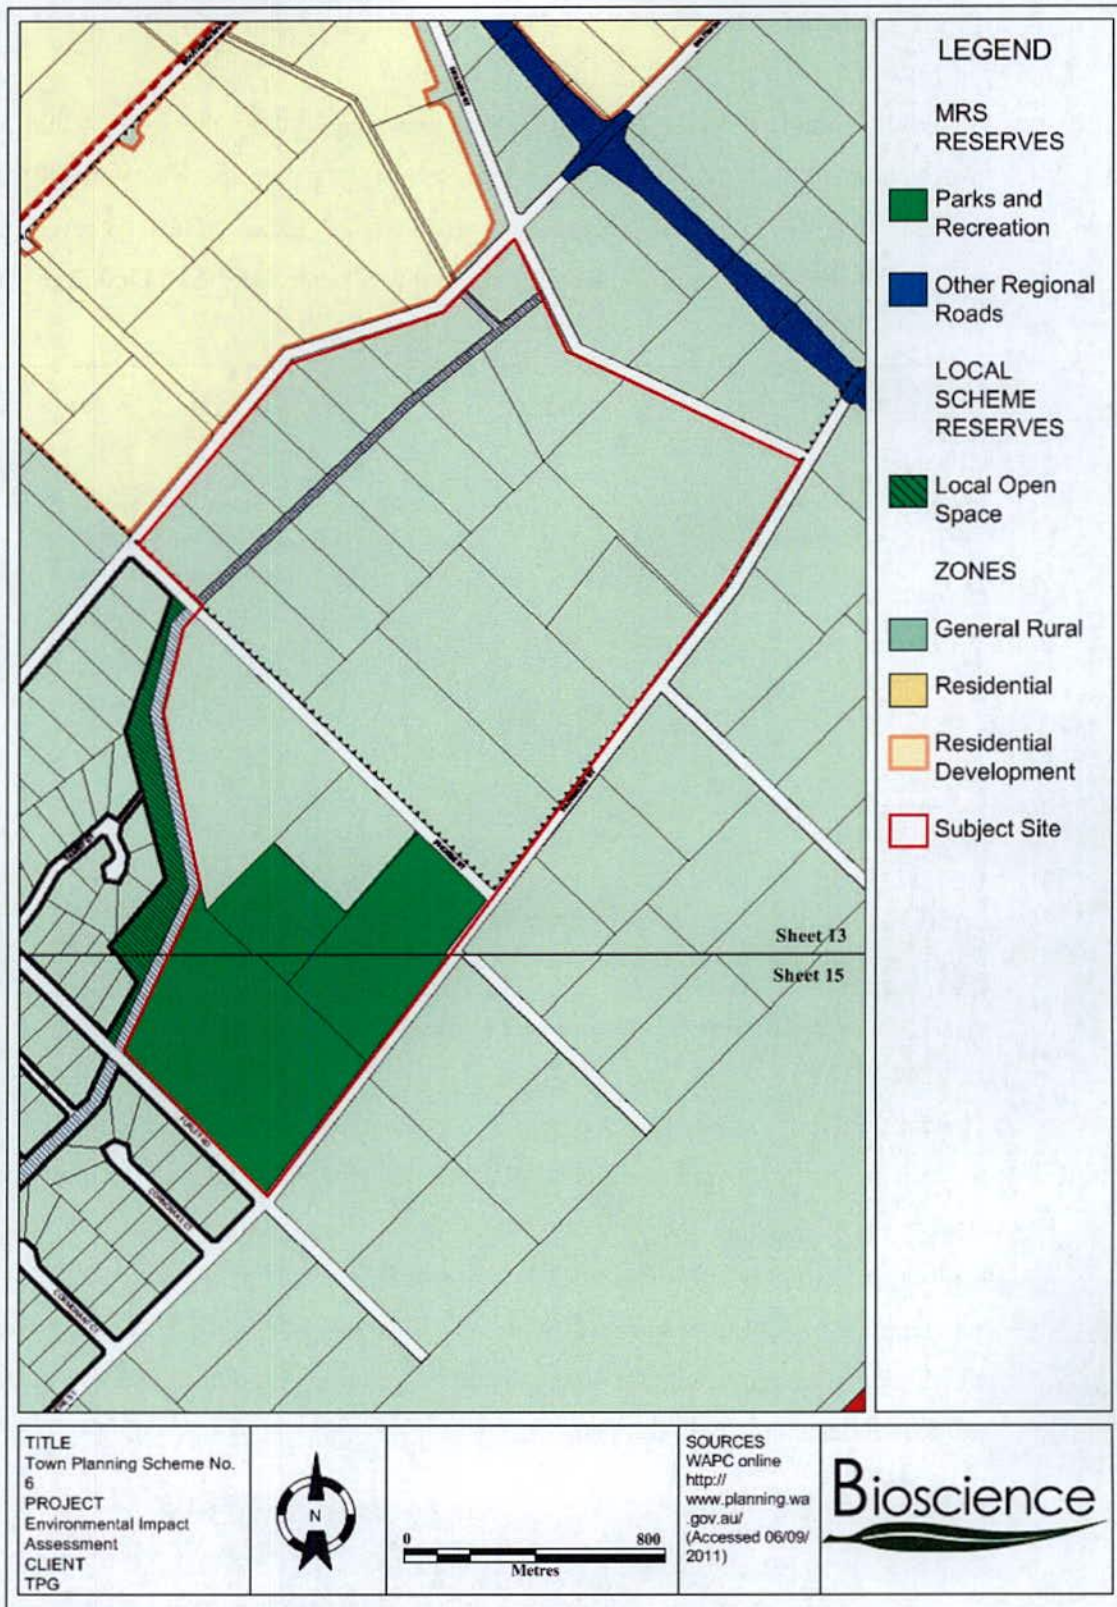 LEGEND
MRS
RESERVES
Parks and
Recreation
Other Regional
Roads
LOCAL
SCHEME
RESERVES
Local Open
Space
ZONES
General Rural
Residential
Residential
Development
Subject Site
Sheet 13
Sheet 15
FURLEY RD
TITLE
Town Planning Scheme No.
6
PROJECT
Environmental Impact
Assessment
CLIENT
TPG
N
0 800
Metres
SOURCES
WAPC online
http://
www.planning.wa
.gov.au/
(Accessed 06/09/
2011)
Bioscience